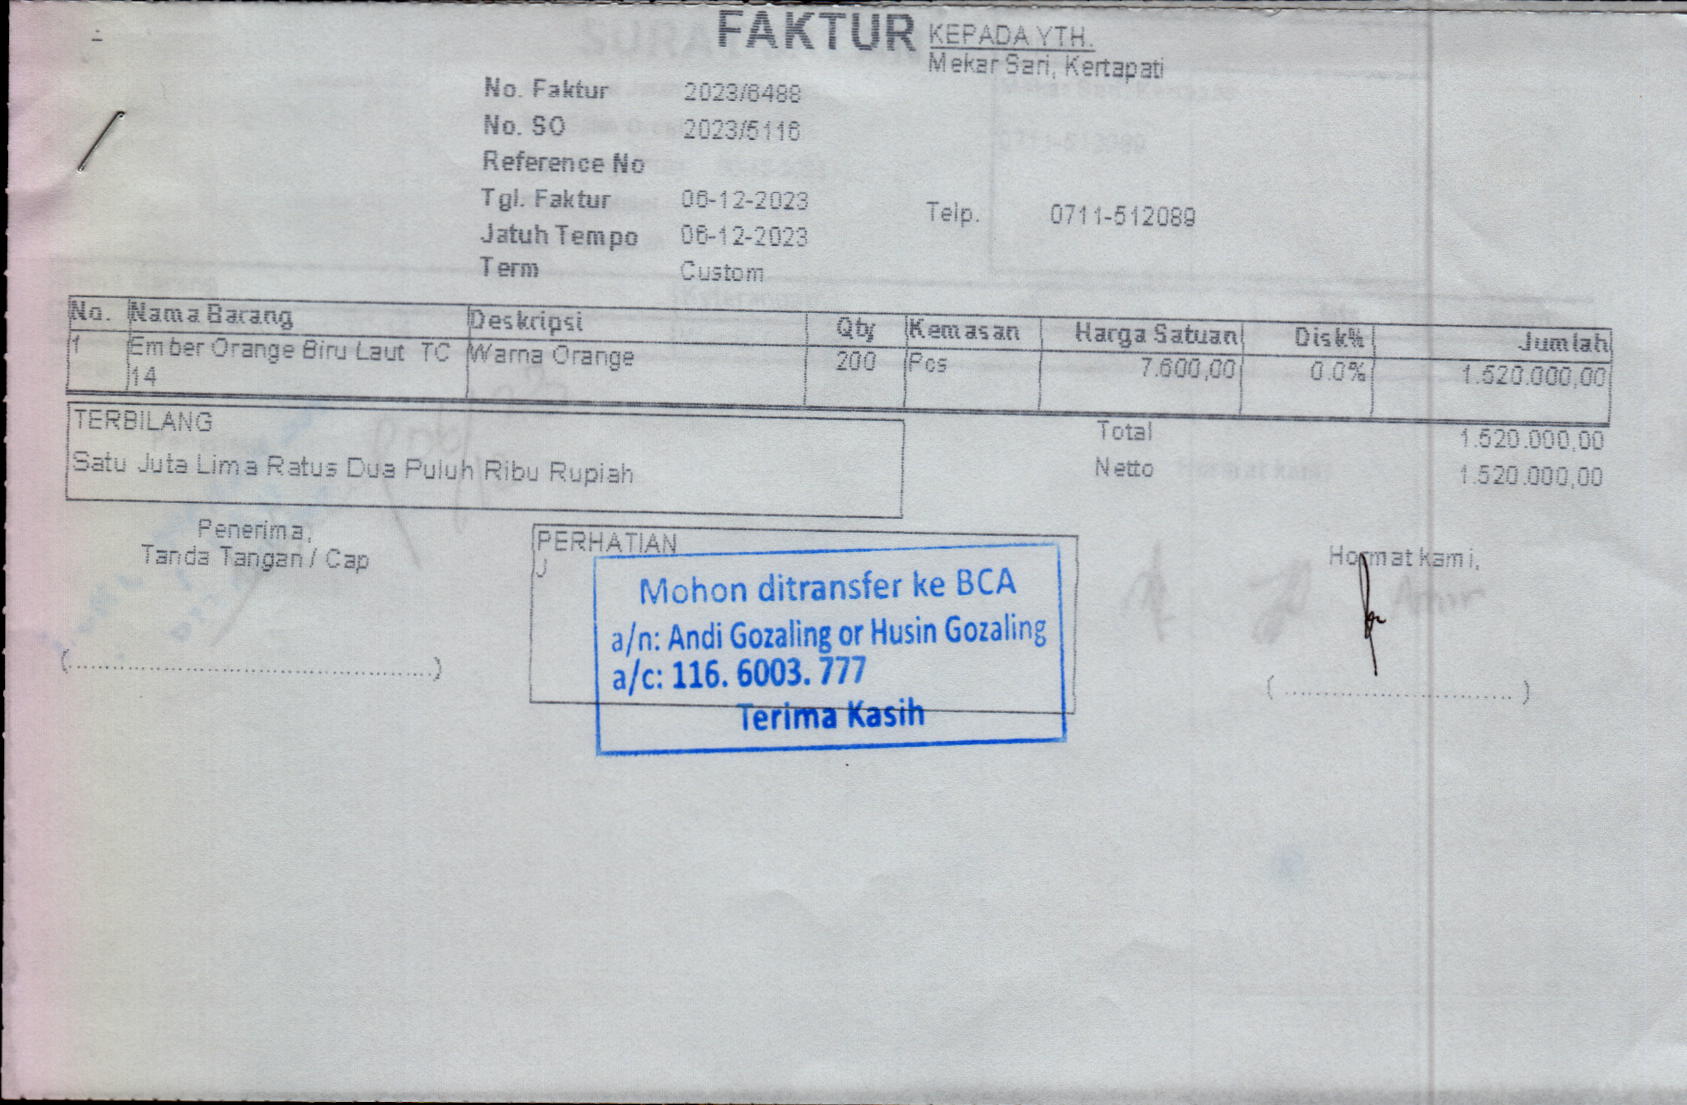 FAKTUR
KEPADA YTH.
Mekar Sari, Kertapati
No. Faktur 2023/6488
No. SO 2023/5116
Reference No
Tgl. Faktur 06-12-2023
Telp. 0711-512089
Jatuh Tempo 06-12-2023
Term Custom
No. Nama Barang Deskripsi Qty Kemasan Harga Satuan Disk% Jumlah
1 Ember Orange Biru Laut TC Warna Orange 200 Pcs 7.600,00 0.0% 1.520.000,00
14
TERBILANG
Satu Juta Lima Ratus Dua Puluh Ribu Rupiah
Total 1.520.000,00
Netto 1.520.000,00
Penerima,
Tanda Tangan / Cap
(........................................)
PERHATIAN
J
Mohon ditransfer ke BCA
a/n: Andi Gozaling or Husin Gozaling
a/c: 116. 6003. 777
Terima Kasih
Hormat kami,
(............................)